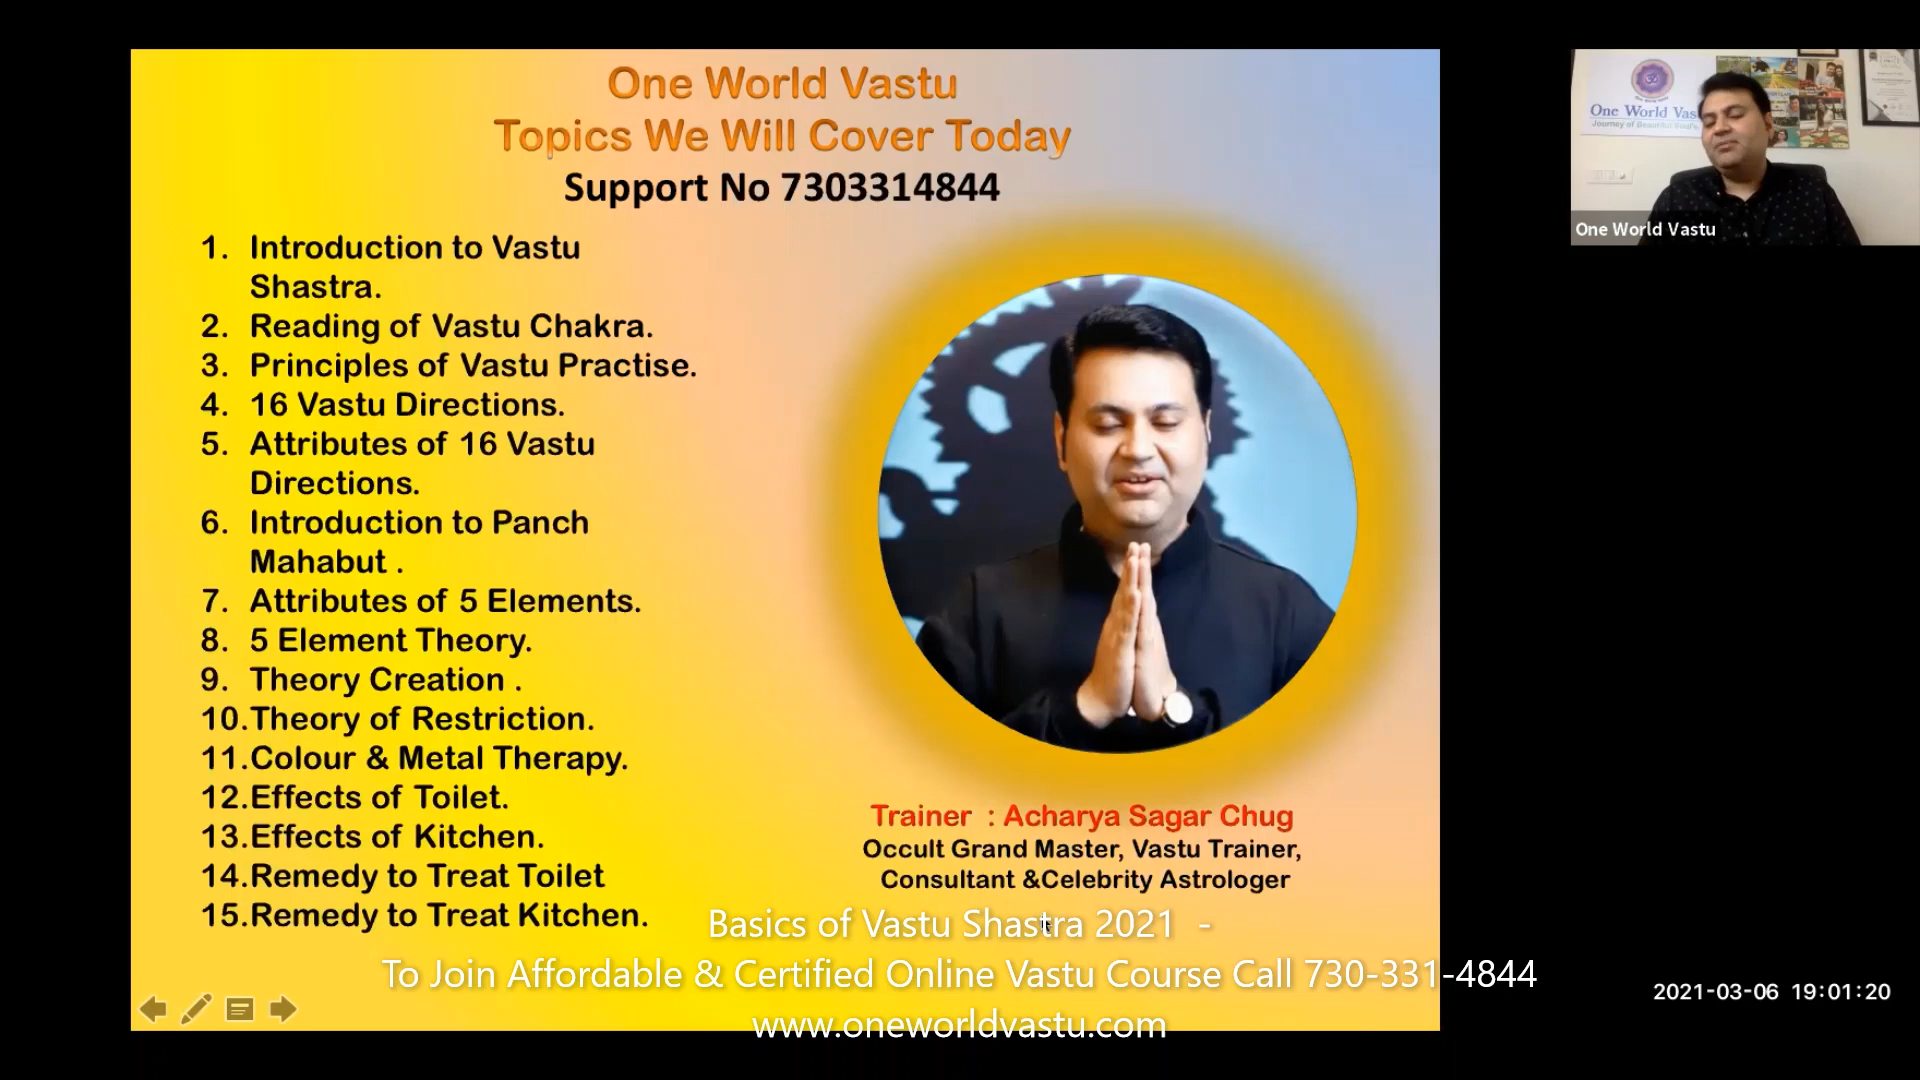 One World Vastu
Topics We Will Cover Today
Support No 7303314844
1. Introduction to Vastu
Shastra.
2. Reading of Vastu Chakra.
3. Principles of Vastu Practise.
4. 16 Vastu Directions.
5. Attributes of 16 Vastu
Directions.
6. Introduction to Panch
Mahabut .
7. Attributes of 5 Elements.
8. 5 Element Theory.
9. Theory Creation .
10.Theory of Restriction.
11.Colour & Metal Therapy.
12.Effects of Toilet.
13.Effects of Kitchen.
14.Remedy to Treat Toilet
15.Remedy to Treat Kitchen.
Trainer : Acharya Sagar Chug
Occult Grand Master, Vastu Trainer,
Consultant &Celebrity Astrologer
Basics of Vastu Shastra 2021 -
To Join Affordable & Certified Online Vastu Course Call 730-331-4844
www.oneworldvastu.com
One World Vas
Journey of Beautiful
One World Vastu
2021-03-06 19:01:20